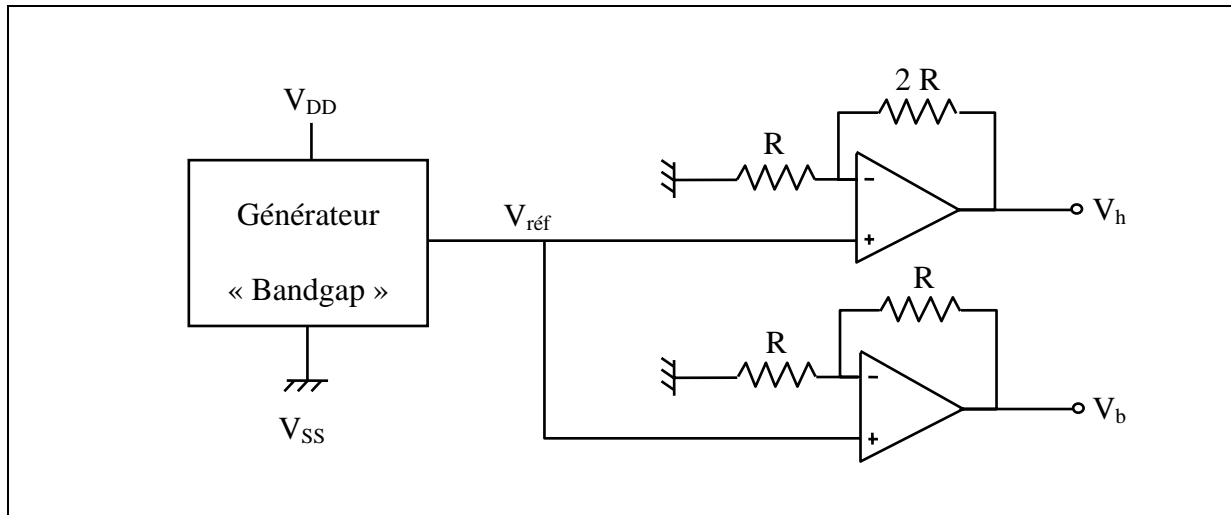 2 R
V_DD
R
-
Générateur
V_réf
V_h
+
« Bandgap »
R
R
-
V_b
V_SS
+